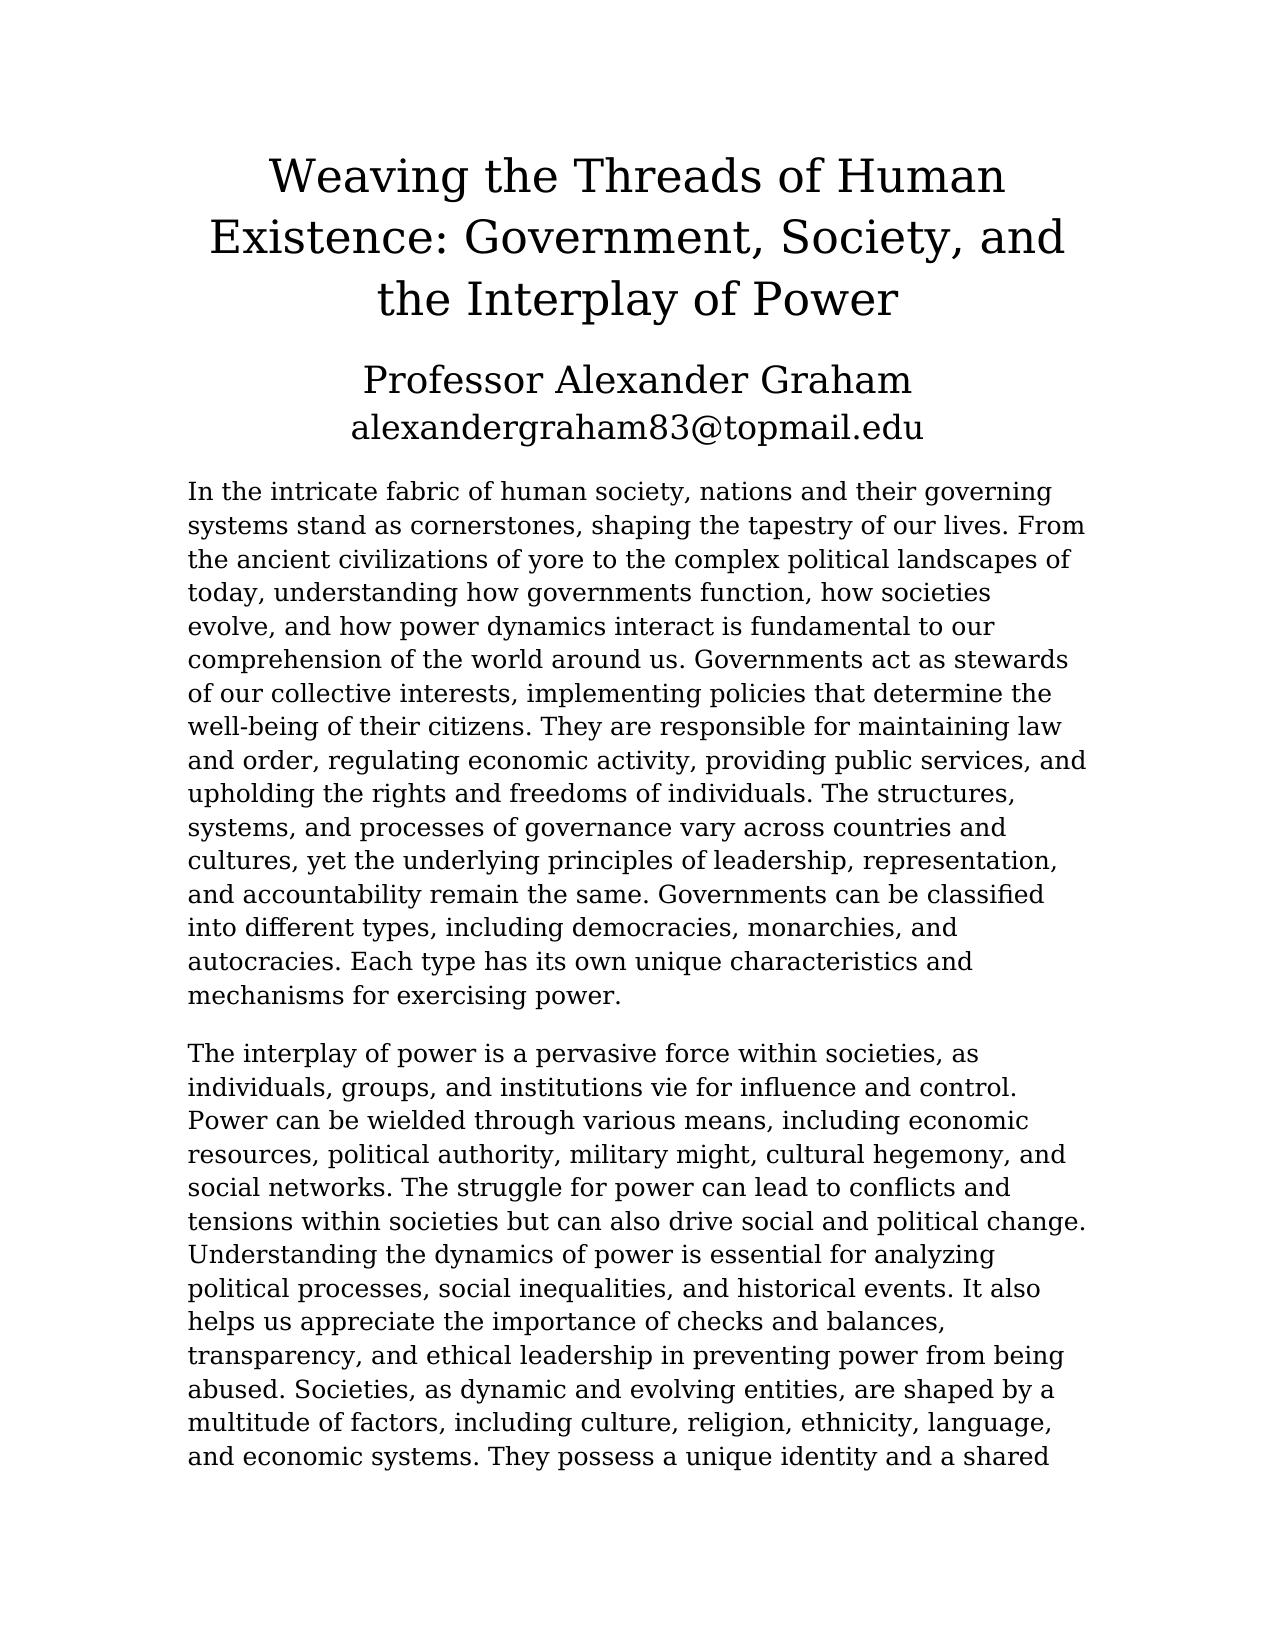 Weaving the Threads of Human
Existence: Government, Society, and
the Interplay of Power
Professor Alexander Graham
alexandergraham83@topmail.edu
In the intricate fabric of human society, nations and their governing
systems stand as cornerstones, shaping the tapestry of our lives. From
the ancient civilizations of yore to the complex political landscapes of
today, understanding how governments function, how societies
evolve, and how power dynamics interact is fundamental to our
comprehension of the world around us. Governments act as stewards
of our collective interests, implementing policies that determine the
well-being of their citizens. They are responsible for maintaining law
and order, regulating economic activity, providing public services, and
upholding the rights and freedoms of individuals. The structures,
systems, and processes of governance vary across countries and
cultures, yet the underlying principles of leadership, representation,
and accountability remain the same. Governments can be classified
into different types, including democracies, monarchies, and
autocracies. Each type has its own unique characteristics and
mechanisms for exercising power.
The interplay of power is a pervasive force within societies, as
individuals, groups, and institutions vie for influence and control.
Power can be wielded through various means, including economic
resources, political authority, military might, cultural hegemony, and
social networks. The struggle for power can lead to conflicts and
tensions within societies but can also drive social and political change.
Understanding the dynamics of power is essential for analyzing
political processes, social inequalities, and historical events. It also
helps us appreciate the importance of checks and balances,
transparency, and ethical leadership in preventing power from being
abused. Societies, as dynamic and evolving entities, are shaped by a
multitude of factors, including culture, religion, ethnicity, language,
and economic systems. They possess a unique identity and a shared